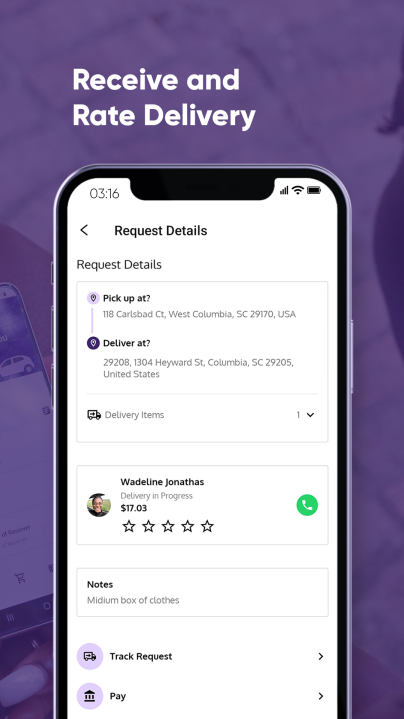 Receive and
Rate Delivery
03:16
Request Details
Request Details
Pick up at?
118 Carlsbad Ct, West Columbia, SC 29170, USA
Deliver at?
29208, 1304 Heyward St, Columbia, SC 29205,
United States
Delivery Items 1
Wadeline Jonathas
Delivery in Progress
$17.03
Notes
Midium box of clothes
Track Request
Pay